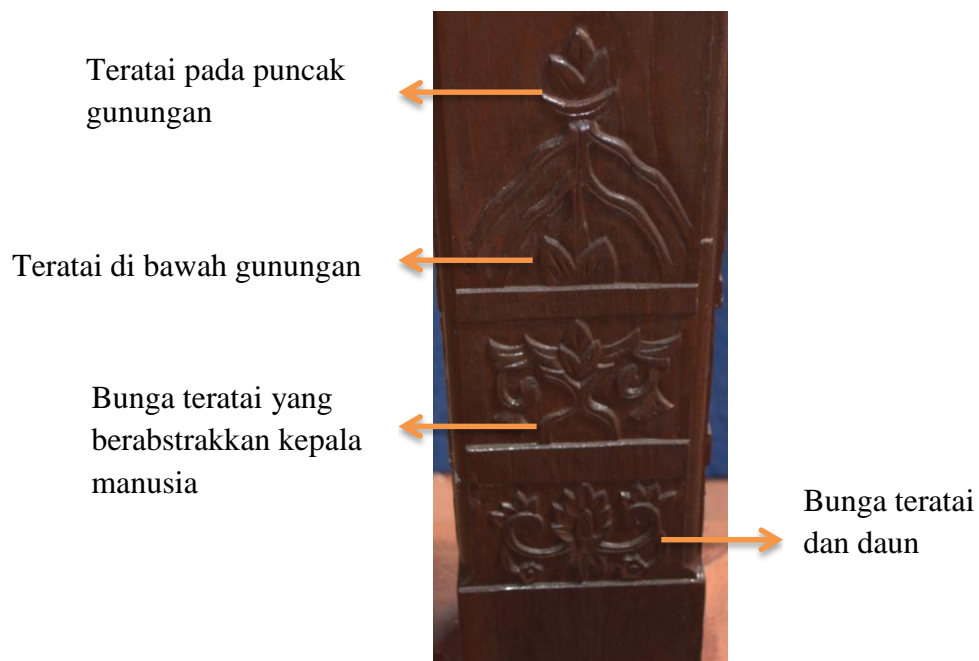 Teratai pada puncak
gunungan
Teratai di bawah gunungan
Bunga teratai yang
berabstrakkan kepala
manusia
Bunga teratai
dan daun